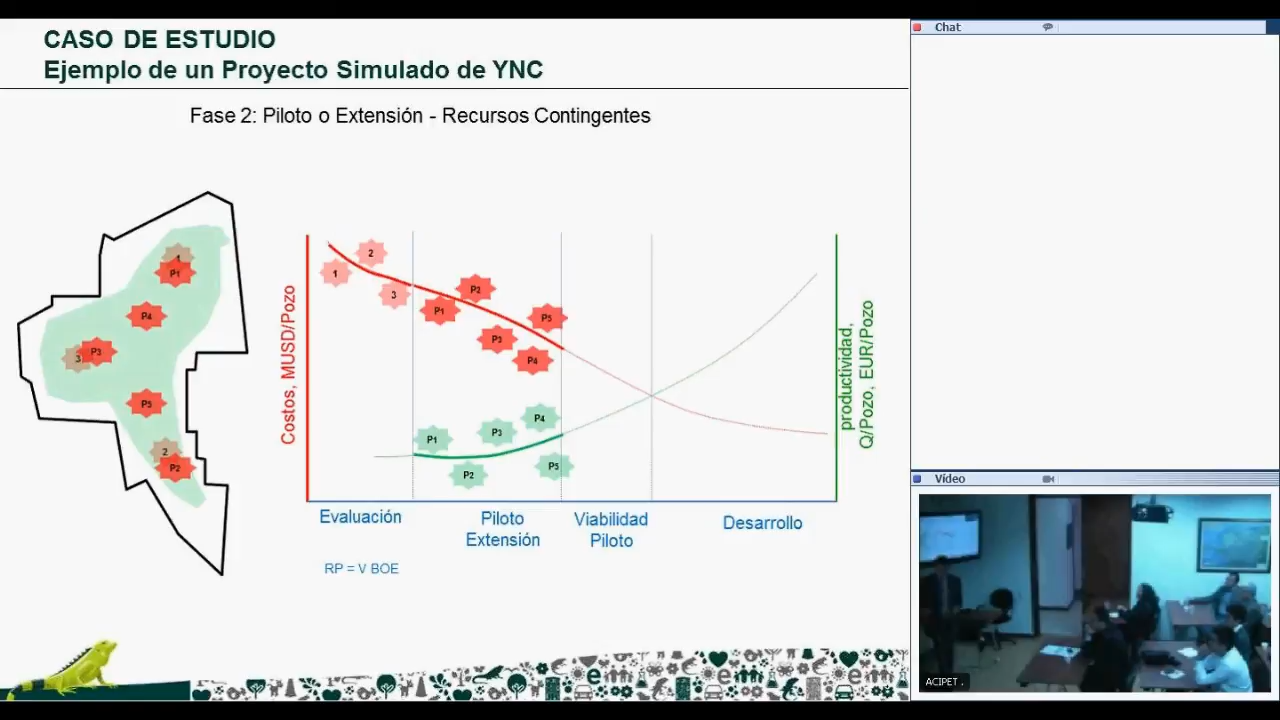 CASO DE ESTUDIO
Ejemplo de un Proyecto Simulado de YNC
Fase 2: Piloto o Extensión - Recursos Contingentes
1
P1
P4
3
P3
P5
2
P2
Costos, MUSD/Pozo
1
2
3
P1
P2
P3
P4
P5
P1
P2
P3
P4
P5
productividad,
Q/Pozo, EUR/Pozo
Evaluación
Piloto
Extensión
Viabilidad
Piloto
Desarrollo
RP = V BOE
Chat
Vídeo
ACIPET .